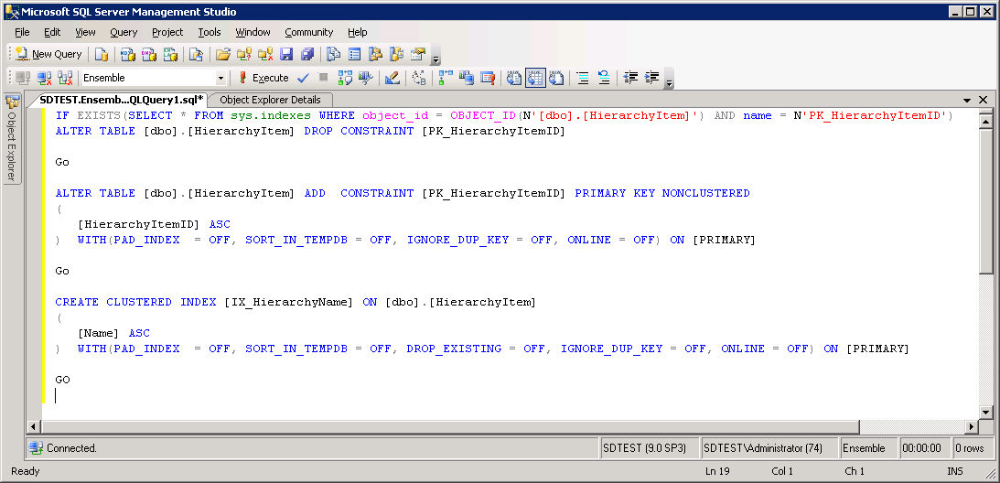 Microsoft SQL Server Management Studio
File Edit View Query Project Tools Window Community Help
New Query
Ensemble Execute
SDTEST.Ensemb...QLQuery1.sql* Object Explorer Details
Object Explorer
IF EXISTS(SELECT * FROM sys.indexes WHERE object_id = OBJECT_ID(N'[dbo].[HierarchyItem]') AND name = N'PK_HierarchyItemID')
ALTER TABLE [dbo].[HierarchyItem] DROP CONSTRAINT [PK_HierarchyItemID]
Go
ALTER TABLE [dbo].[HierarchyItem] ADD  CONSTRAINT [PK_HierarchyItemID] PRIMARY KEY NONCLUSTERED
(
[HierarchyItemID] ASC
)  WITH(PAD_INDEX  = OFF, SORT_IN_TEMPDB = OFF, IGNORE_DUP_KEY = OFF, ONLINE = OFF) ON [PRIMARY]
Go
CREATE CLUSTERED INDEX [IX_HierarchyName] ON [dbo].[HierarchyItem]
(
[Name] ASC
)  WITH(PAD_INDEX  = OFF, SORT_IN_TEMPDB = OFF, DROP_EXISTING = OFF, IGNORE_DUP_KEY = OFF, ONLINE = OFF) ON [PRIMARY]
GO
Connected. SDTEST (9.0 SP3) SDTEST\Administrator (74) Ensemble 00:00:00 0 rows
Ready Ln 19 Col 1 Ch 1 INS